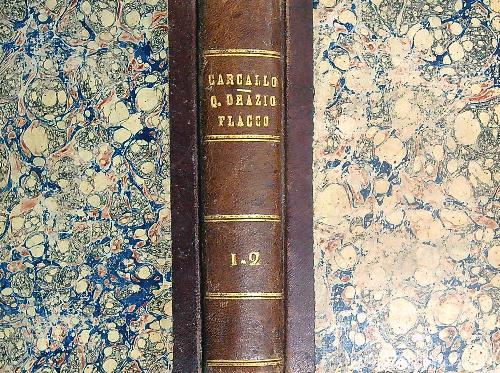 GARGALLO
Q. ORAZIO
FLACCO
1-2